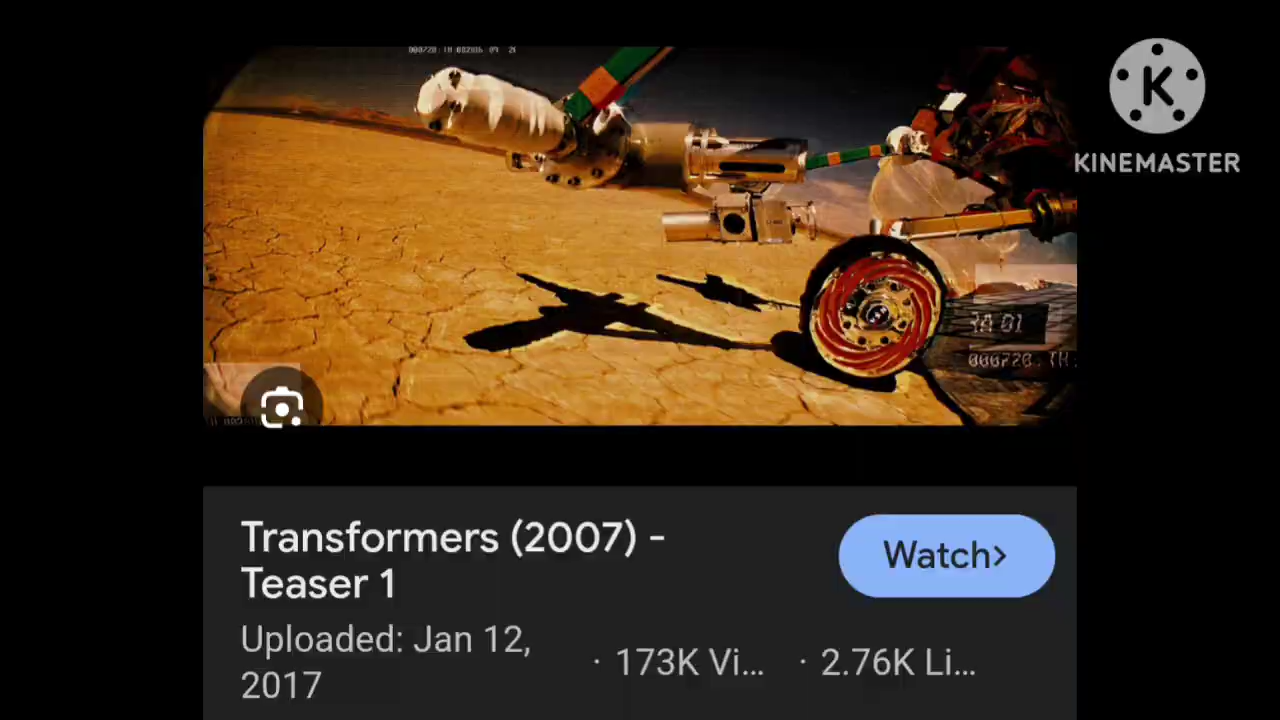 KINEMASTER
Transformers (2007) -
Teaser 1
Watch>
Uploaded: Jan 12,
2017
· 173K Vi...
· 2.76K Li...